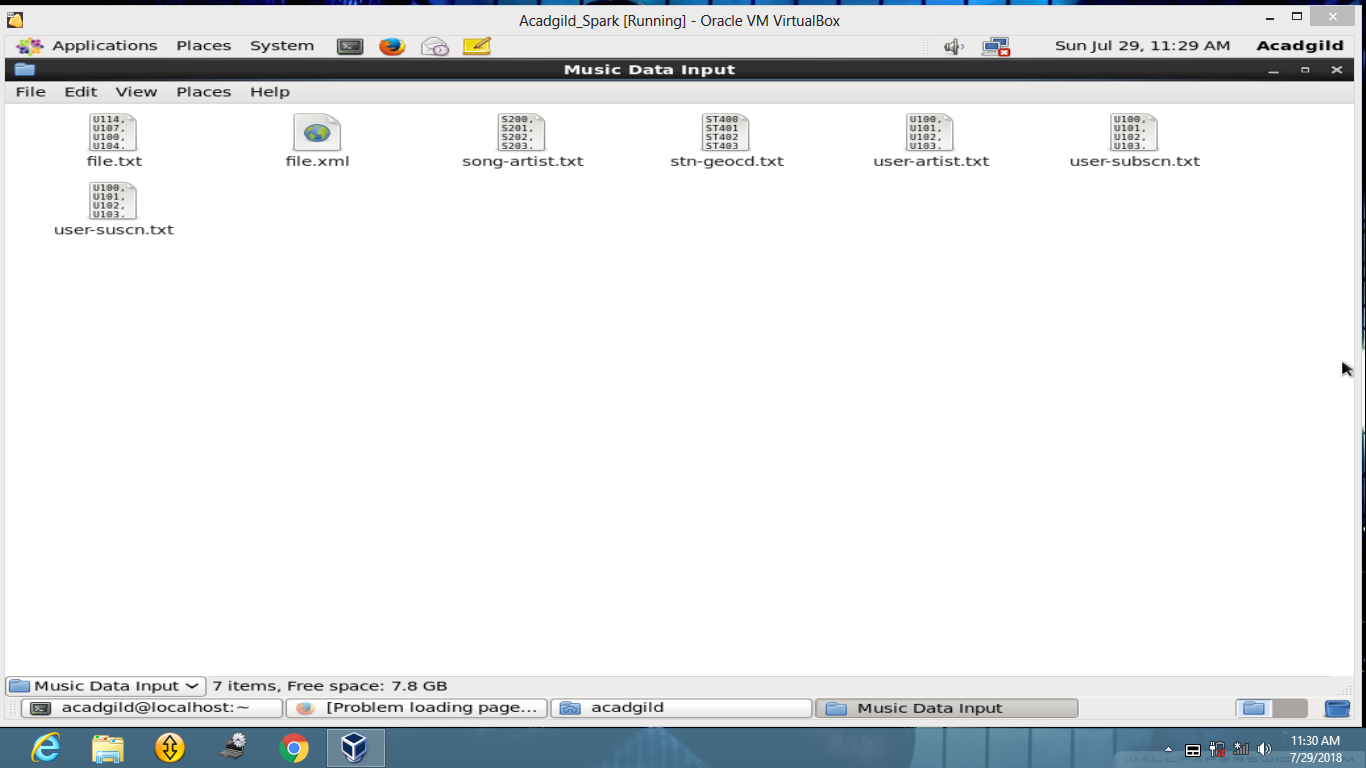 Acadgild_Spark [Running] - Oracle VM VirtualBox
Applications Places System Sun Jul 29, 11:29 AM Acadgild
Music Data Input
File Edit View Places Help
U114,
U107,
U100,
U104.
file.txt
file.xml
S200,
S201,
S202,
S203.
song-artist.txt
ST400
ST401
ST402
ST403
stn-geocd.txt
U100,
U101,
U102,
U103.
user-artist.txt
U100,
U101,
U102,
U103.
user-subscn.txt
U100,
U101,
U102,
U103.
user-suscn.txt
Music Data Input 7 items, Free space: 7.8 GB
acadgild@localhost:~ [Problem loading page... acadgild Music Data Input
11:30 AM
7/29/2018